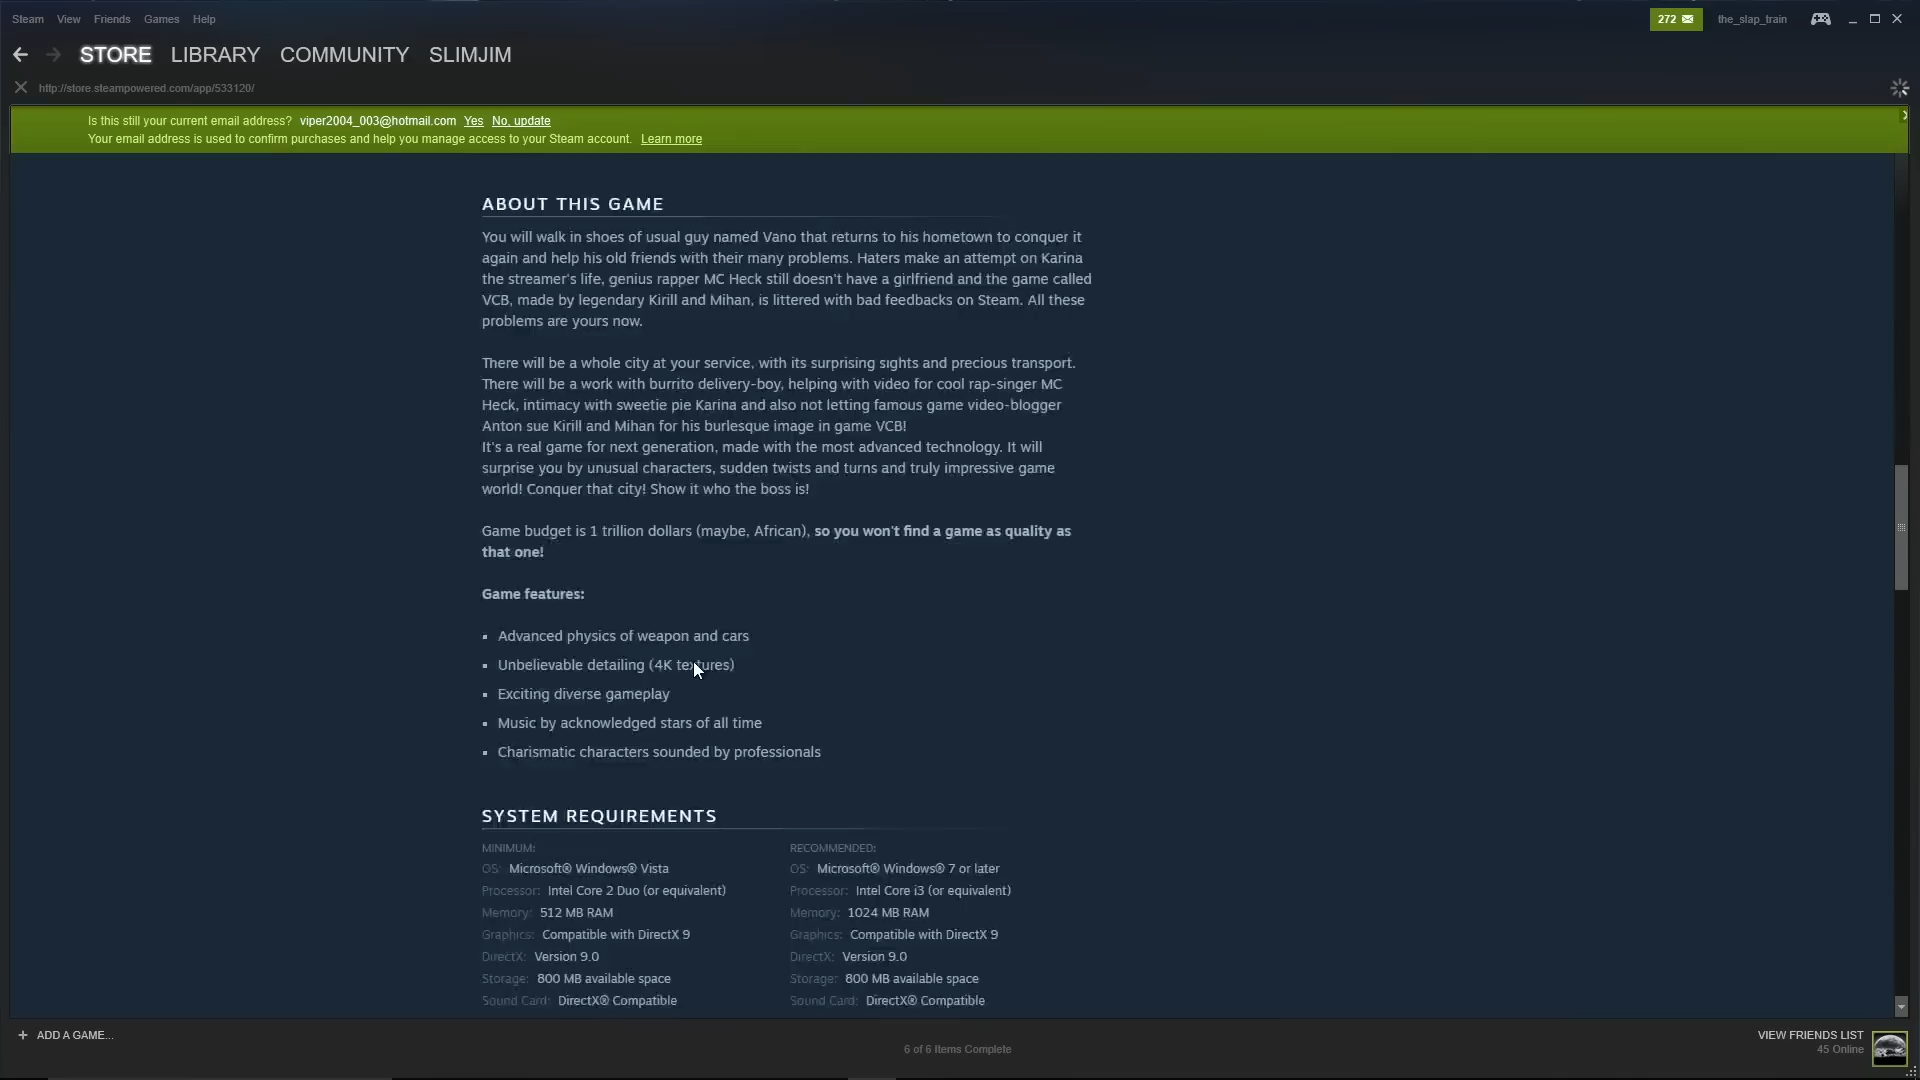 Steam View Friends Games Help
272 the_slap_train
STORE LIBRARY COMMUNITY SLIMJIM
http://store.steampowered.com/app/533120/
Is this still your current email address? viper2004_003@hotmail.com Yes No, update
Your email address is used to confirm purchases and help you manage access to your Steam account. Learn more
ABOUT THIS GAME
You will walk in shoes of usual guy named Vano that returns to his hometown to conquer it
again and help his old friends with their many problems. Haters make an attempt on Karina
the streamer's life, genius rapper MC Heck still doesn't have a girlfriend and the game called
VCB, made by legendary Kirill and Mihan, is littered with bad feedbacks on Steam. All these
problems are yours now.
There will be a whole city at your service, with its surprising sights and precious transport.
There will be a work with burrito delivery-boy, helping with video for cool rap-singer MC
Heck, intimacy with sweetie pie Karina and also not letting famous game video-blogger
Anton sue Kirill and Mihan for his burlesque image in game VCB!
It's a real game for next generation, made with the most advanced technology. It will
surprise you by unusual characters, sudden twists and turns and truly impressive game
world! Conquer that city! Show it who the boss is!
Game budget is 1 trillion dollars (maybe, African), so you won't find a game as quality as
that one!
Game features:
Advanced physics of weapon and cars
Unbelievable detailing (4K textures)
Exciting diverse gameplay
Music by acknowledged stars of all time
Charismatic characters sounded by professionals
SYSTEM REQUIREMENTS
MINIMUM: RECOMMENDED:
OS: Microsoft® Windows® Vista OS: Microsoft® Windows® 7 or later
Processor: Intel Core 2 Duo (or equivalent) Processor: Intel Core i3 (or equivalent)
Memory: 512 MB RAM Memory: 1024 MB RAM
Graphics: Compatible with DirectX 9 Graphics: Compatible with DirectX 9
DirectX: Version 9.0 DirectX: Version 9.0
Storage: 800 MB available space Storage: 800 MB available space
Sound Card: DirectX® Compatible Sound Card: DirectX® Compatible
+ ADD A GAME... VIEW FRIENDS LIST
6 of 6 Items Complete 45 Online